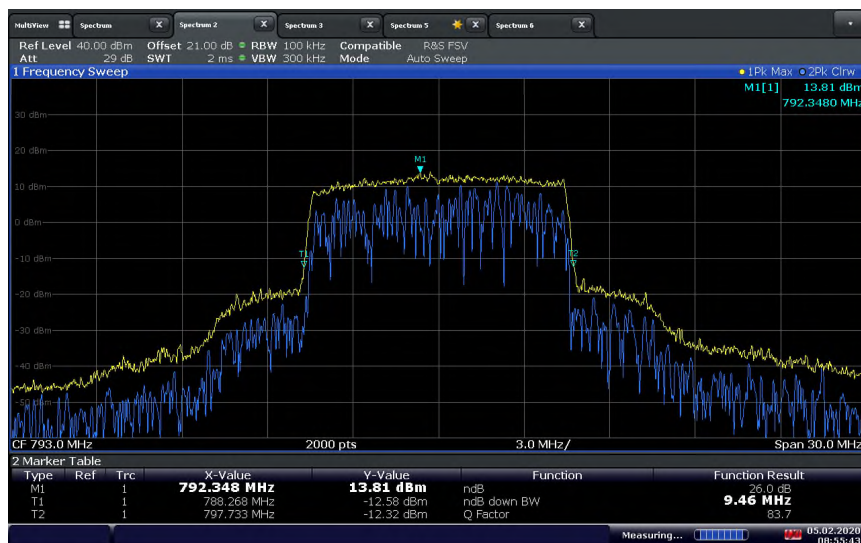 MultiView Spectrum X Spectrum 2 X Spectrum 3 X Spectrum 5 X Spectrum 6 X
Ref Level 40.00 dBm Offset 21.00 dB RBW 100 kHz Compatible R&S FSV
Att 29 dB SWT 2 ms VBW 300 kHz Mode Auto Sweep
1 Frequency Sweep 1Pk Max 2Pk Clrw
M1[1] 13.81 dBm
792.3480 MHz
30 dBm
20 dBm
M1
10 dBm
0 dBm
-10 dBm
T1 T2
-20 dBm
-30 dBm
-40 dBm
-50 dBm
CF 793.0 MHz 2000 pts 3.0 MHz/ Span 30.0 MHz
2 Marker Table
Type Ref Trc X-Value Y-Value Function Function Result
M1 1 792.348 MHz 13.81 dBm ndB 26.0 dB
T1 1 788.268 MHz -12.58 dBm ndB down BW 9.46 MHz
T2 1 797.733 MHz -12.32 dBm Q Factor 83.7
Measuring... 05.02.2020
08:55:43